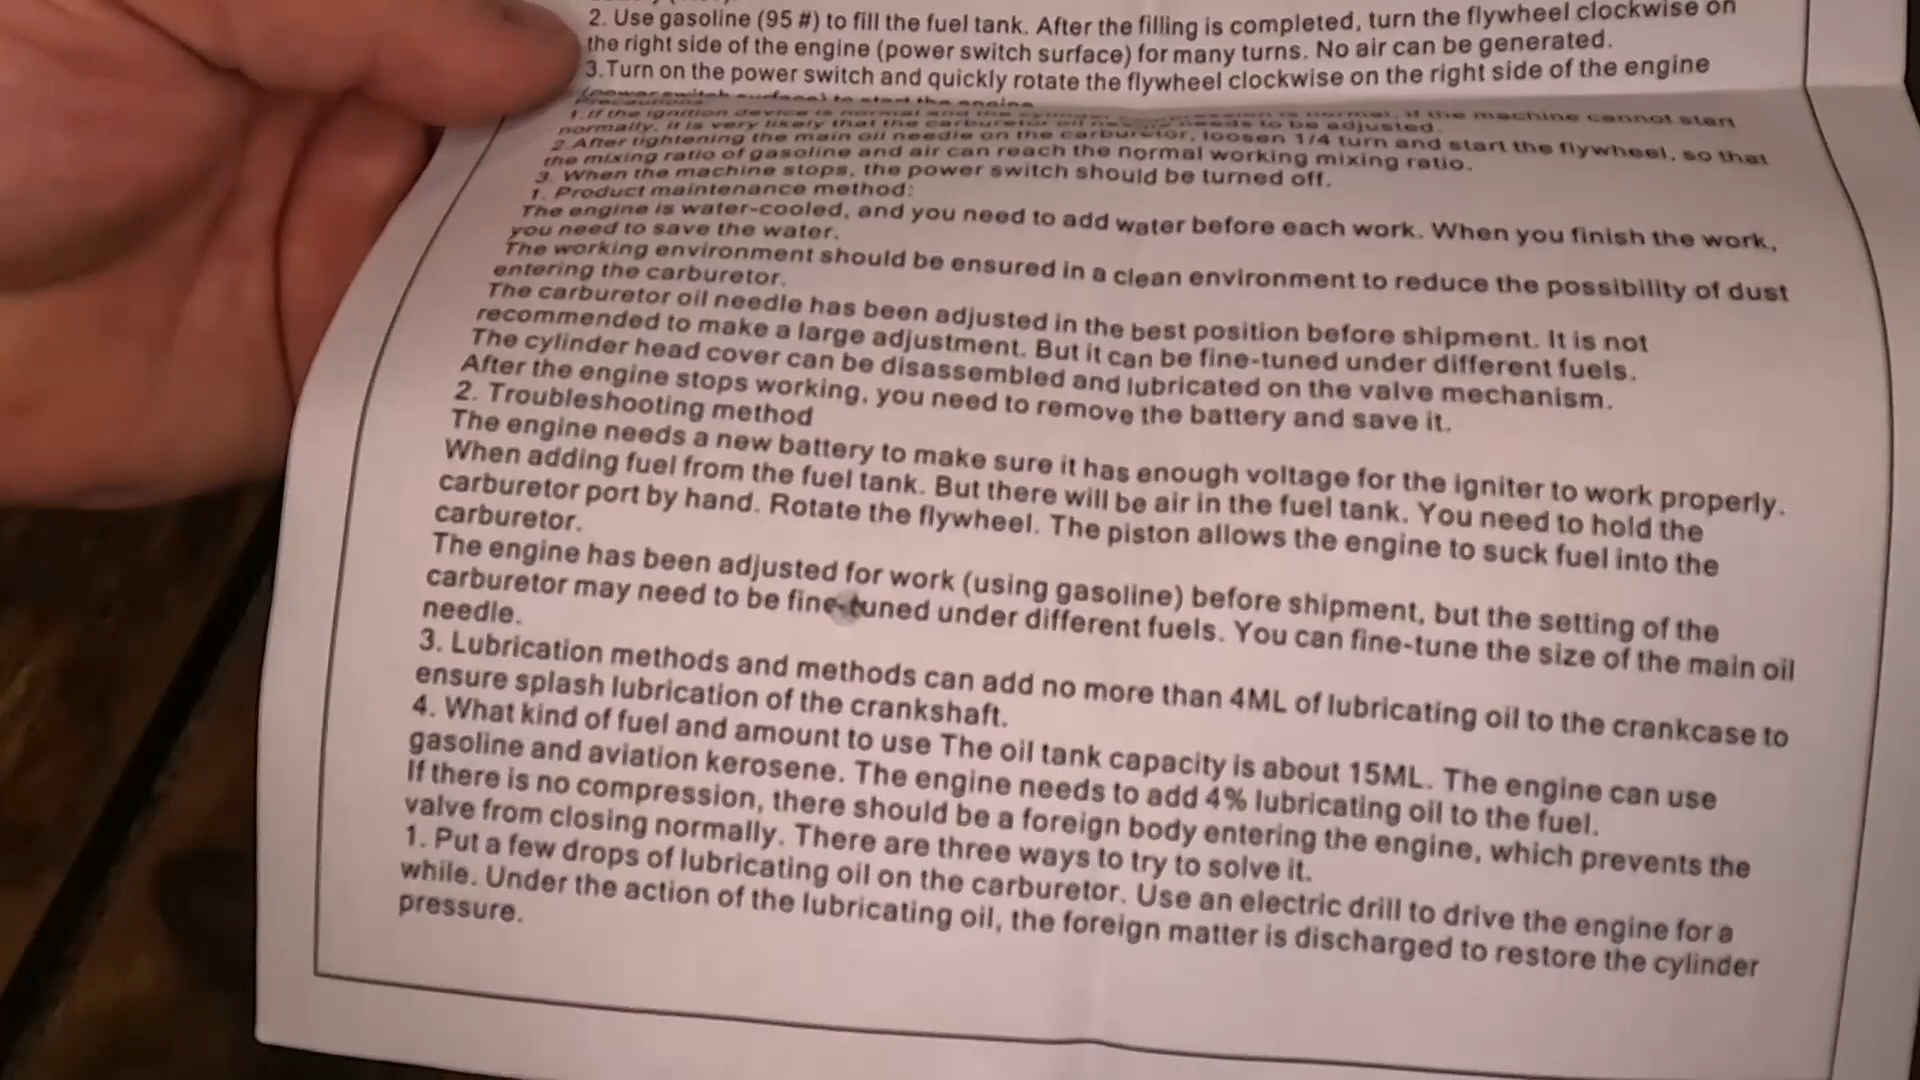 2. Use gasoline (95 #) to fill the fuel tank. After the filling is completed, turn the flywheel clockwise on
the right side of the engine (power switch surface) for many turns. No air can be generated.
3.Turn on the power switch and quickly rotate the flywheel clockwise on the right side of the engine
(power switch surface) to start the engine
Precautions:
1.If the ignition device is normal and the normal, if the machine cannot start
normally, it is very likely that the carburetor oil needs to be adjusted.
2.After tightening the main oil needle on the carburetor, loosen 1/4 turn and start the flywheel, so that
the mixing ratio of gasoline and air can reach the normal working mixing ratio.
3. When the machine stops, the power switch should be turned off.
1. Product maintenance method:
The engine is water-cooled, and you need to add water before each work. When you finish the work,
you need to save the water.
The working environment should be ensured in a clean environment to reduce the possibility of dust
entering the carburetor.
The carburetor oil needle has been adjusted in the best position before shipment. It is not
recommended to make a large adjustment. But it can be fine-tuned under different fuels.
The cylinder head cover can be disassembled and lubricated on the valve mechanism.
After the engine stops working, you need to remove the battery and save it.
2. Troubleshooting method
The engine needs a new battery to make sure it has enough voltage for the igniter to work properly.
When adding fuel from the fuel tank. But there will be air in the fuel tank. You need to hold the
carburetor port by hand. Rotate the flywheel. The piston allows the engine to suck fuel into the
carburetor.
The engine has been adjusted for work (using gasoline) before shipment, but the setting of the
carburetor may need to be fine-tuned under different fuels. You can fine-tune the size of the main oil
needle.
3. Lubrication methods and methods can add no more than 4ML of lubricating oil to the crankcase to
ensure splash lubrication of the crankshaft.
4. What kind of fuel and amount to use The oil tank capacity is about 15ML. The engine can use
gasoline and aviation kerosene. The engine needs to add 4% lubricating oil to the fuel.
If there is no compression, there should be a foreign body entering the engine, which prevents the
valve from closing normally. There are three ways to try to solve it.
1. Put a few drops of lubricating oil on the carburetor. Use an electric drill to drive the engine for a
while. Under the action of the lubricating oil, the foreign matter is discharged to restore the cylinder
pressure.